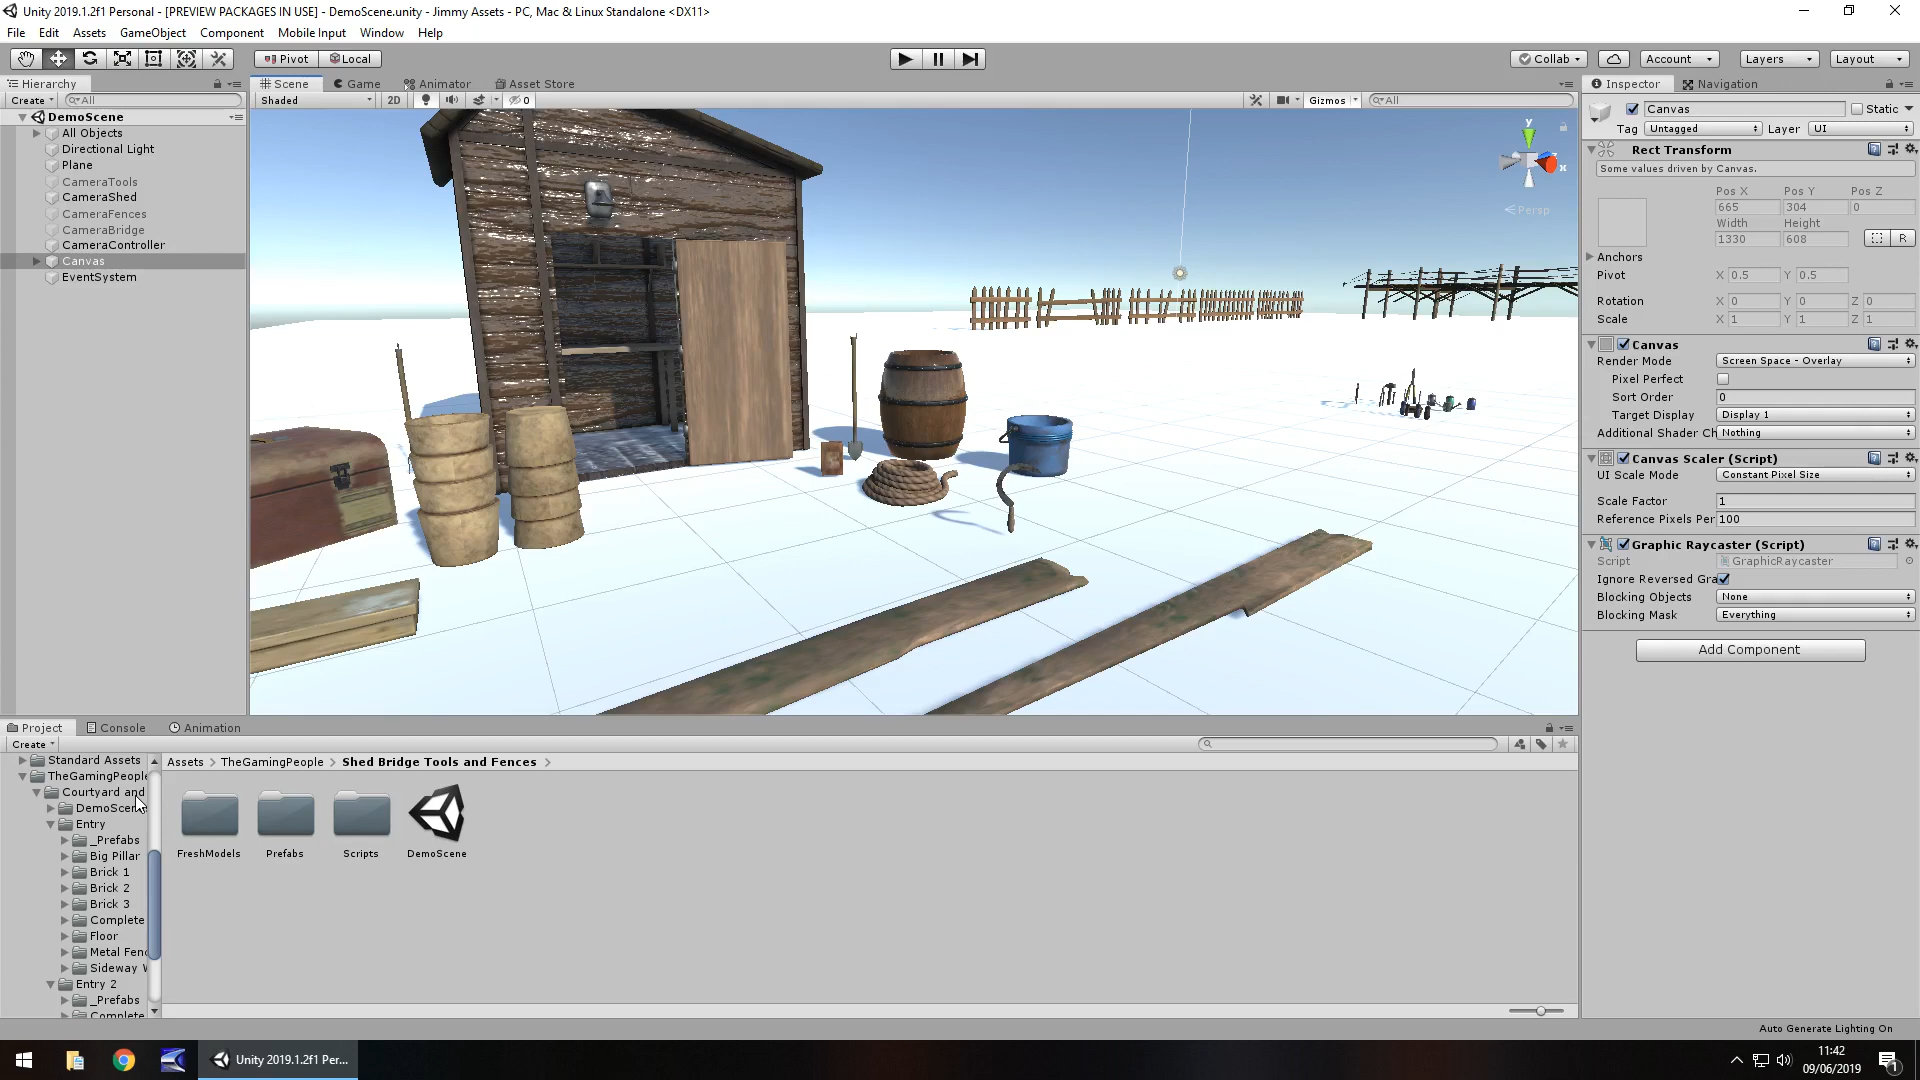 Unity 2019.1.2f1 Personal - [PREVIEW PACKAGES IN USE] - DemoScene.unity - Jimmy Assets - PC, Mac & Linux Standalone <DX11>
File Edit Assets GameObject Component Mobile Input Window Help
Pivot Local Collab Account Layers Layout
Hierarchy Scene Game Animator Asset Store Inspector Navigation
Create All Shaded 2D 0 Gizmos All
DemoScene
All Objects
Directional Light
Plane
CameraTools
CameraShed
CameraFences
CameraBridge
CameraController
Canvas
EventSystem
y
x
Persp
Canvas Static
Tag Untagged Layer UI
Rect Transform
Some values driven by Canvas.
Pos X Pos Y Pos Z
665 304 0
Width Height
1330 608
R
Anchors
Pivot X 0.5 Y 0.5
Rotation X 0 Y 0 Z 0
Scale X 1 Y 1 Z 1
Canvas
Render Mode Screen Space - Overlay
Pixel Perfect
Sort Order 0
Target Display Display 1
Additional Shader Ch Nothing
Canvas Scaler (Script)
UI Scale Mode Constant Pixel Size
Scale Factor 1
Reference Pixels Per 100
Graphic Raycaster (Script)
Script GraphicRaycaster
Ignore Reversed Gra
Blocking Objects None
Blocking Mask Everything
Add Component
Project Console Animation
Create
Standard Assets
TheGamingPeople
Courtyard and
DemoScen
Entry
_Prefabs
Big Pillar
Brick 1
Brick 2
Brick 3
Complete
Floor
Metal Fen
Sideway
Entry 2
_Prefabs
Complete
Assets > TheGamingPeople > Shed Bridge Tools and Fences >
FreshModels Prefabs Scripts DemoScene
Auto Generate Lighting On
Unity 2019.1.2f1 Per...
11:42
09/06/2019
1